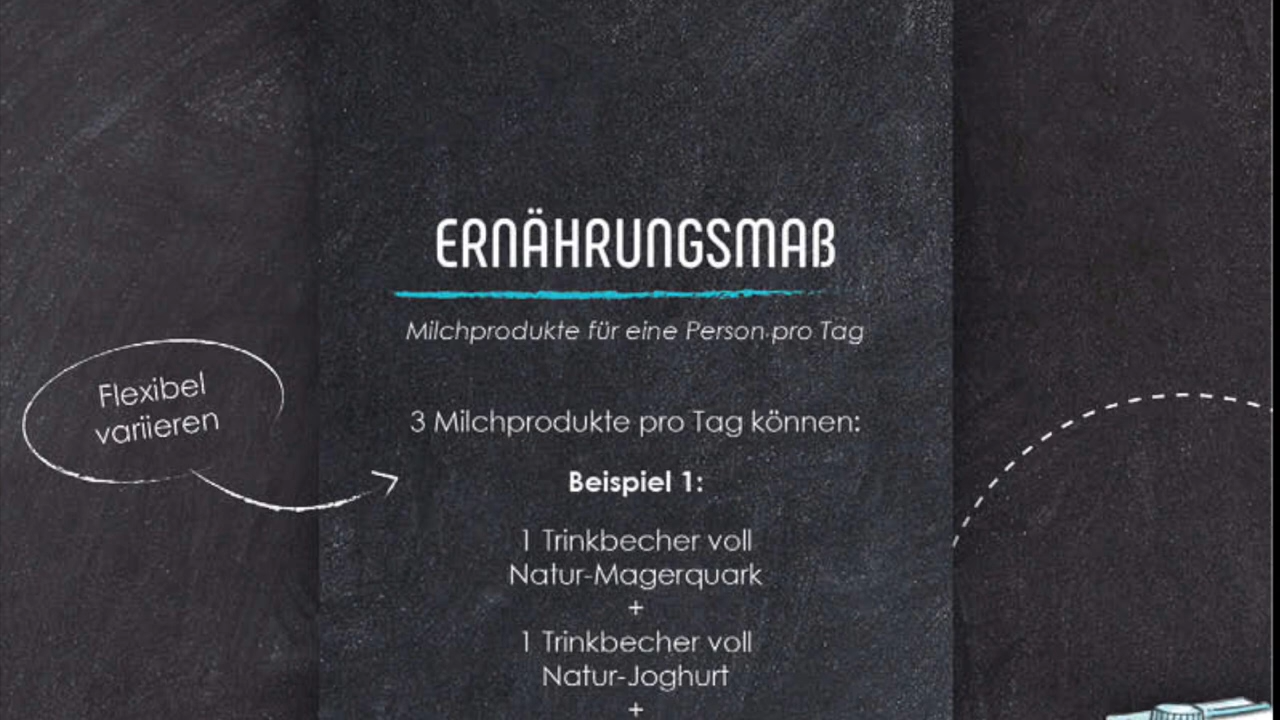 ERNÄHRUNGSMAß
Milchprodukte für eine Person pro Tag
Flexibel
variieren
3 Milchprodukte pro Tag können:
Beispiel 1:
1 Trinkbecher voll
Natur-Magerquark
+
1 Trinkbecher voll
Natur-Joghurt
+